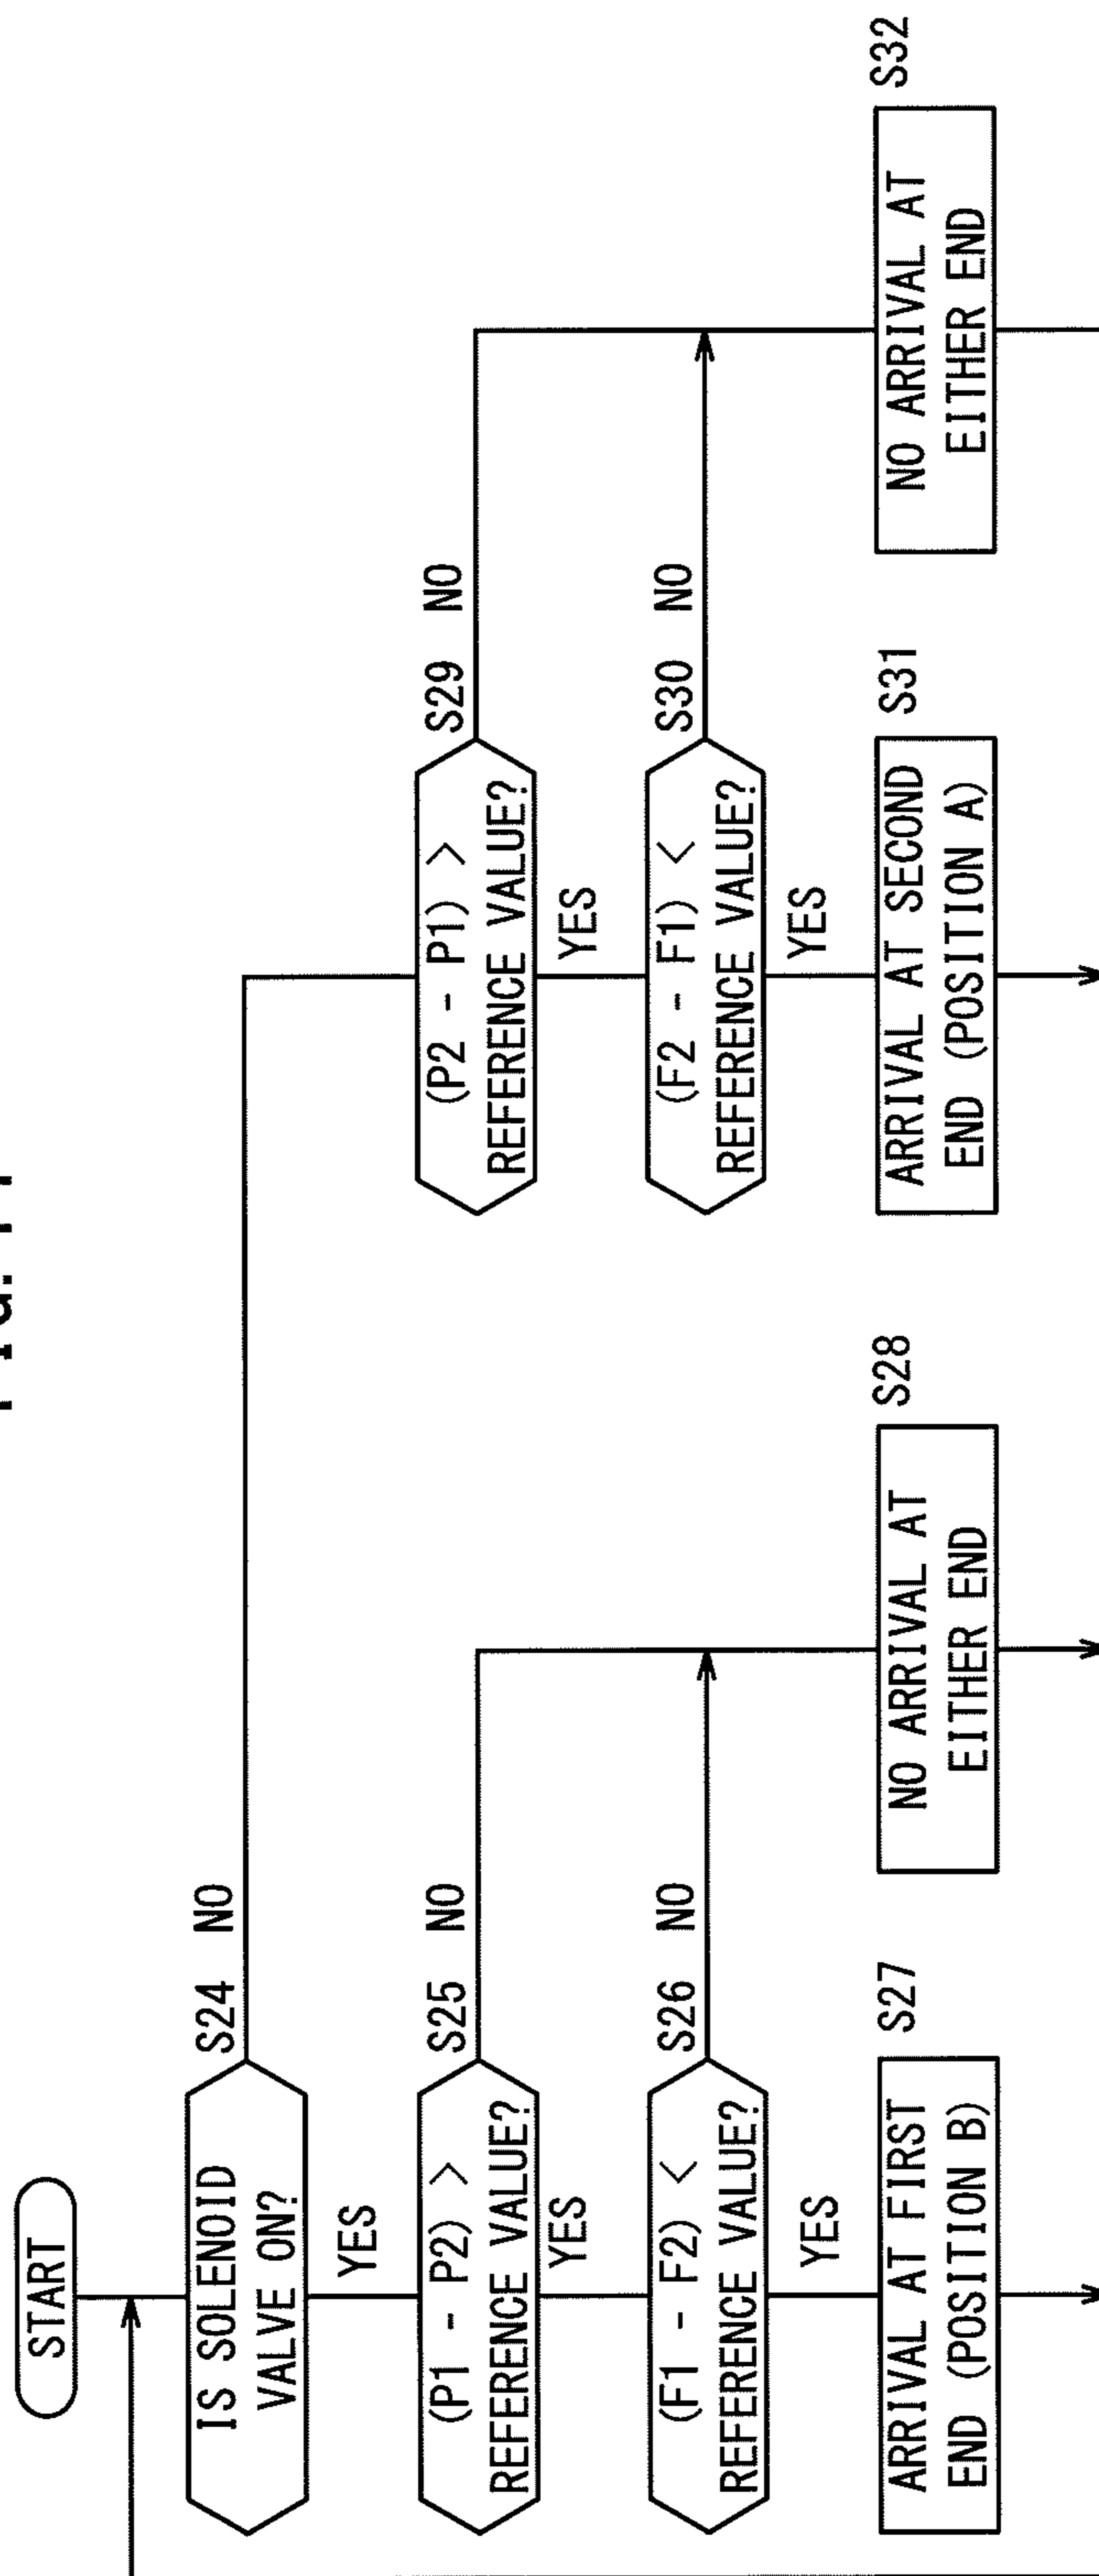 START
IS SOLENOID
VALVE ON?
S24 NO
YES
(P1 - P2) >
REFERENCE VALUE?
S25 NO
YES
(F1 - F2) <
REFERENCE VALUE?
S26 NO
YES
ARRIVAL AT FIRST
END (POSITION B)
S27
NO ARRIVAL AT
EITHER END
S28
(P2 - P1) >
REFERENCE VALUE?
S29 NO
YES
(F2 - F1) <
REFERENCE VALUE?
S30 NO
YES
ARRIVAL AT SECOND
END (POSITION A)
S31
NO ARRIVAL AT
EITHER END
S32